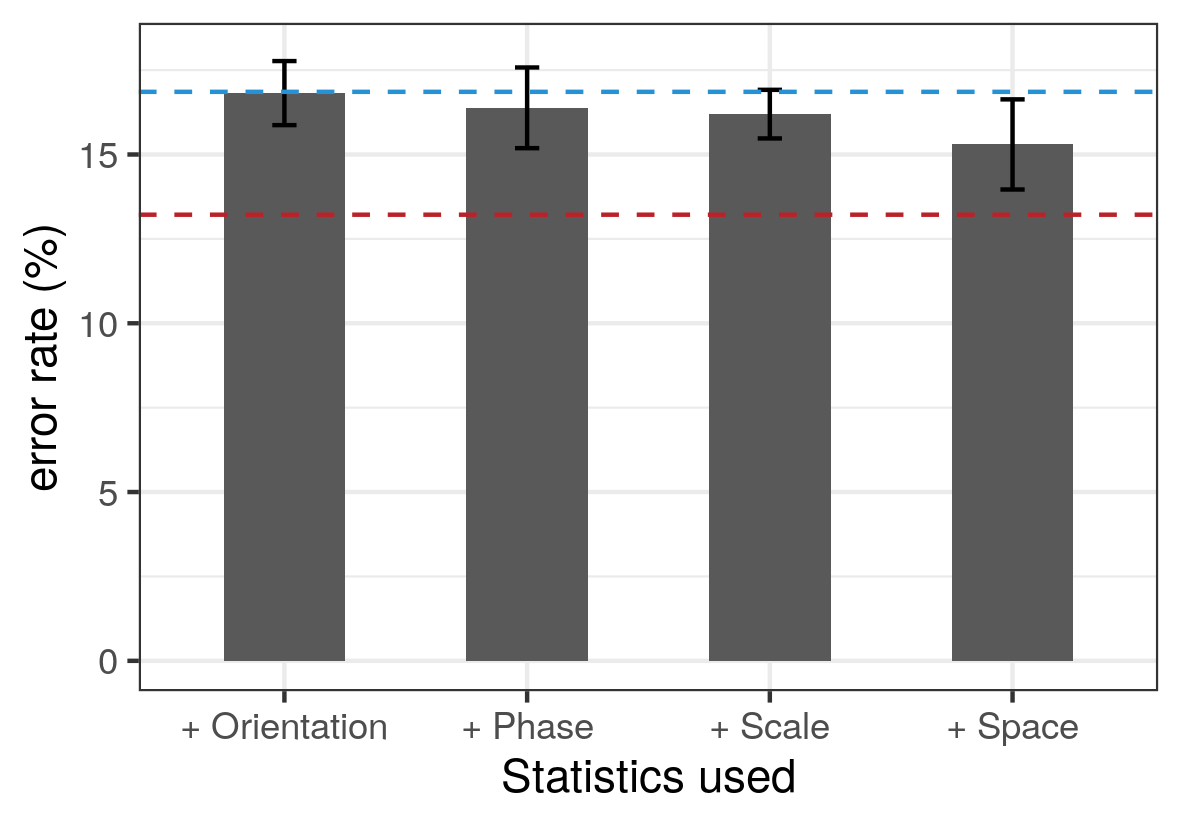 error rate (%)
15
10
5
0
+ Orientation
+ Phase
+ Scale
+ Space
Statistics used